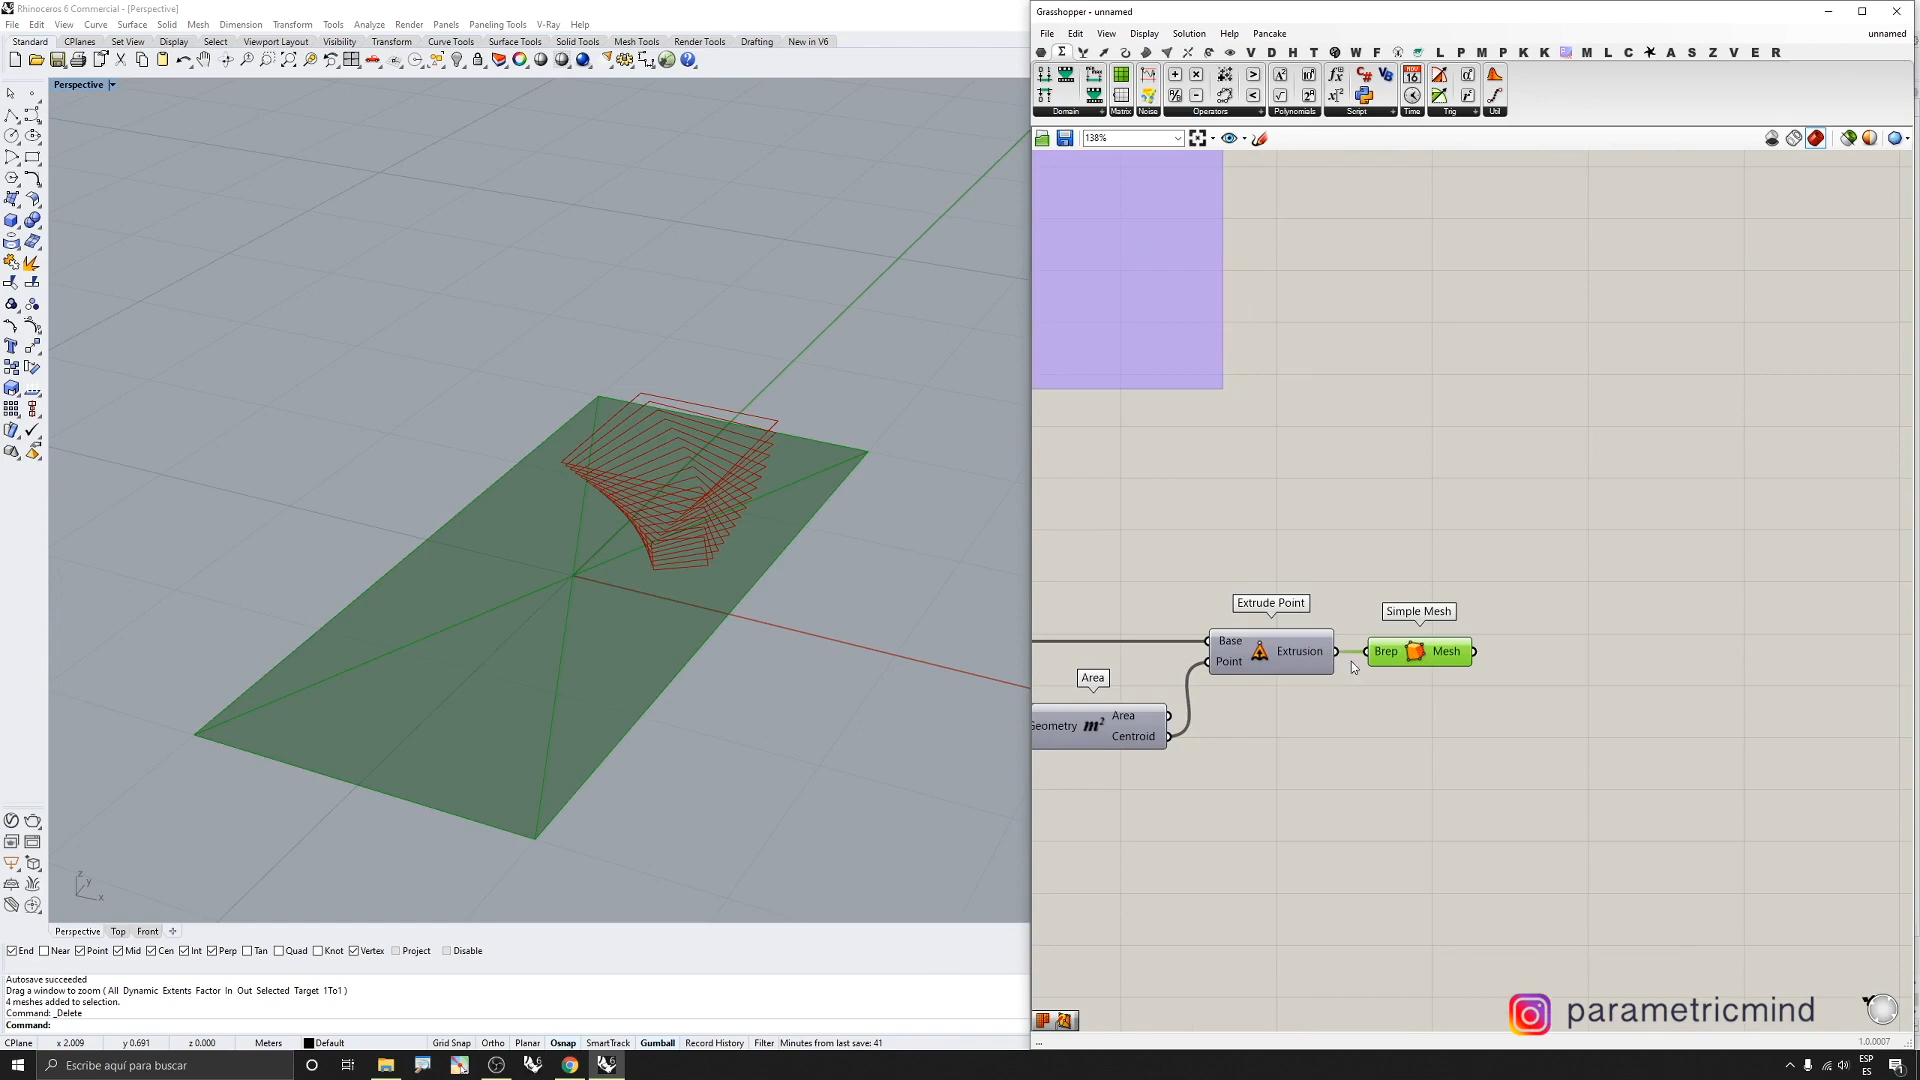 Rhinoceros 6 Commercial - [Perspective]
File Edit View Curve Surface Solid Mesh Dimension Transform Tools Analyze Render Panels Paneling Tools V-Ray Help
Standard CPlanes Set View Display Select Viewport Layout Visibility Transform Curve Tools Surface Tools Solid Tools Mesh Tools Render Tools Drafting New in V6
Perspective
z
y
x
Perspective Top Front
End Near Point Mid Cen Int Perp Tan Quad Knot Vertex Project Disable
Autosave succeeded
Drag a window to zoom ( All Dynamic Extents Factor In Out Selected Target 1To1 )
4 meshes added to selection.
Command: _Delete
Command:
CPlane x 2.009 y 0.691 z 0.000 Meters Default Grid Snap Ortho Planar Osnap SmartTrack Gumball Record History Filter Minutes from last save: 41
Grasshopper - unnamed
File Edit View Display Solution Help Pancake unnamed
V D H T W F L P M P K K M L C A S Z V E R
Domain Matrix Noise Operators Polynomials Script Time Trig Util
138%
Extrude Point
Base
Point
Extrusion
Simple Mesh
Brep Mesh
Area
Geometry m² Area
Centroid
parametricmind
...
1.0.0007
Escribe aquí para buscar
ESP
ES